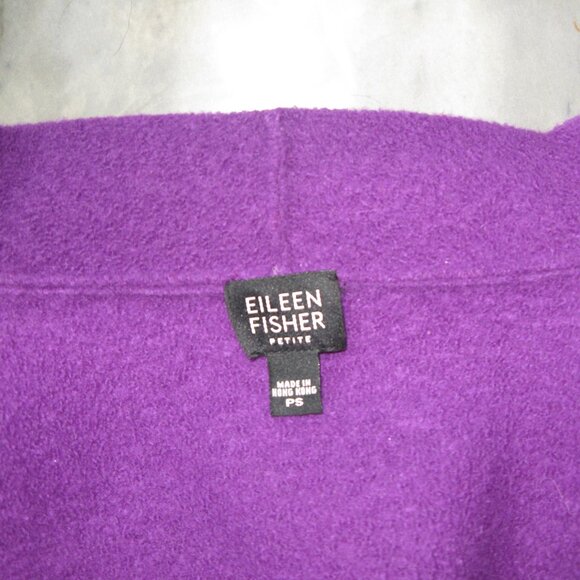 EILEEN
FISHER
PETITE
MADE IN
HONG KONG
PS